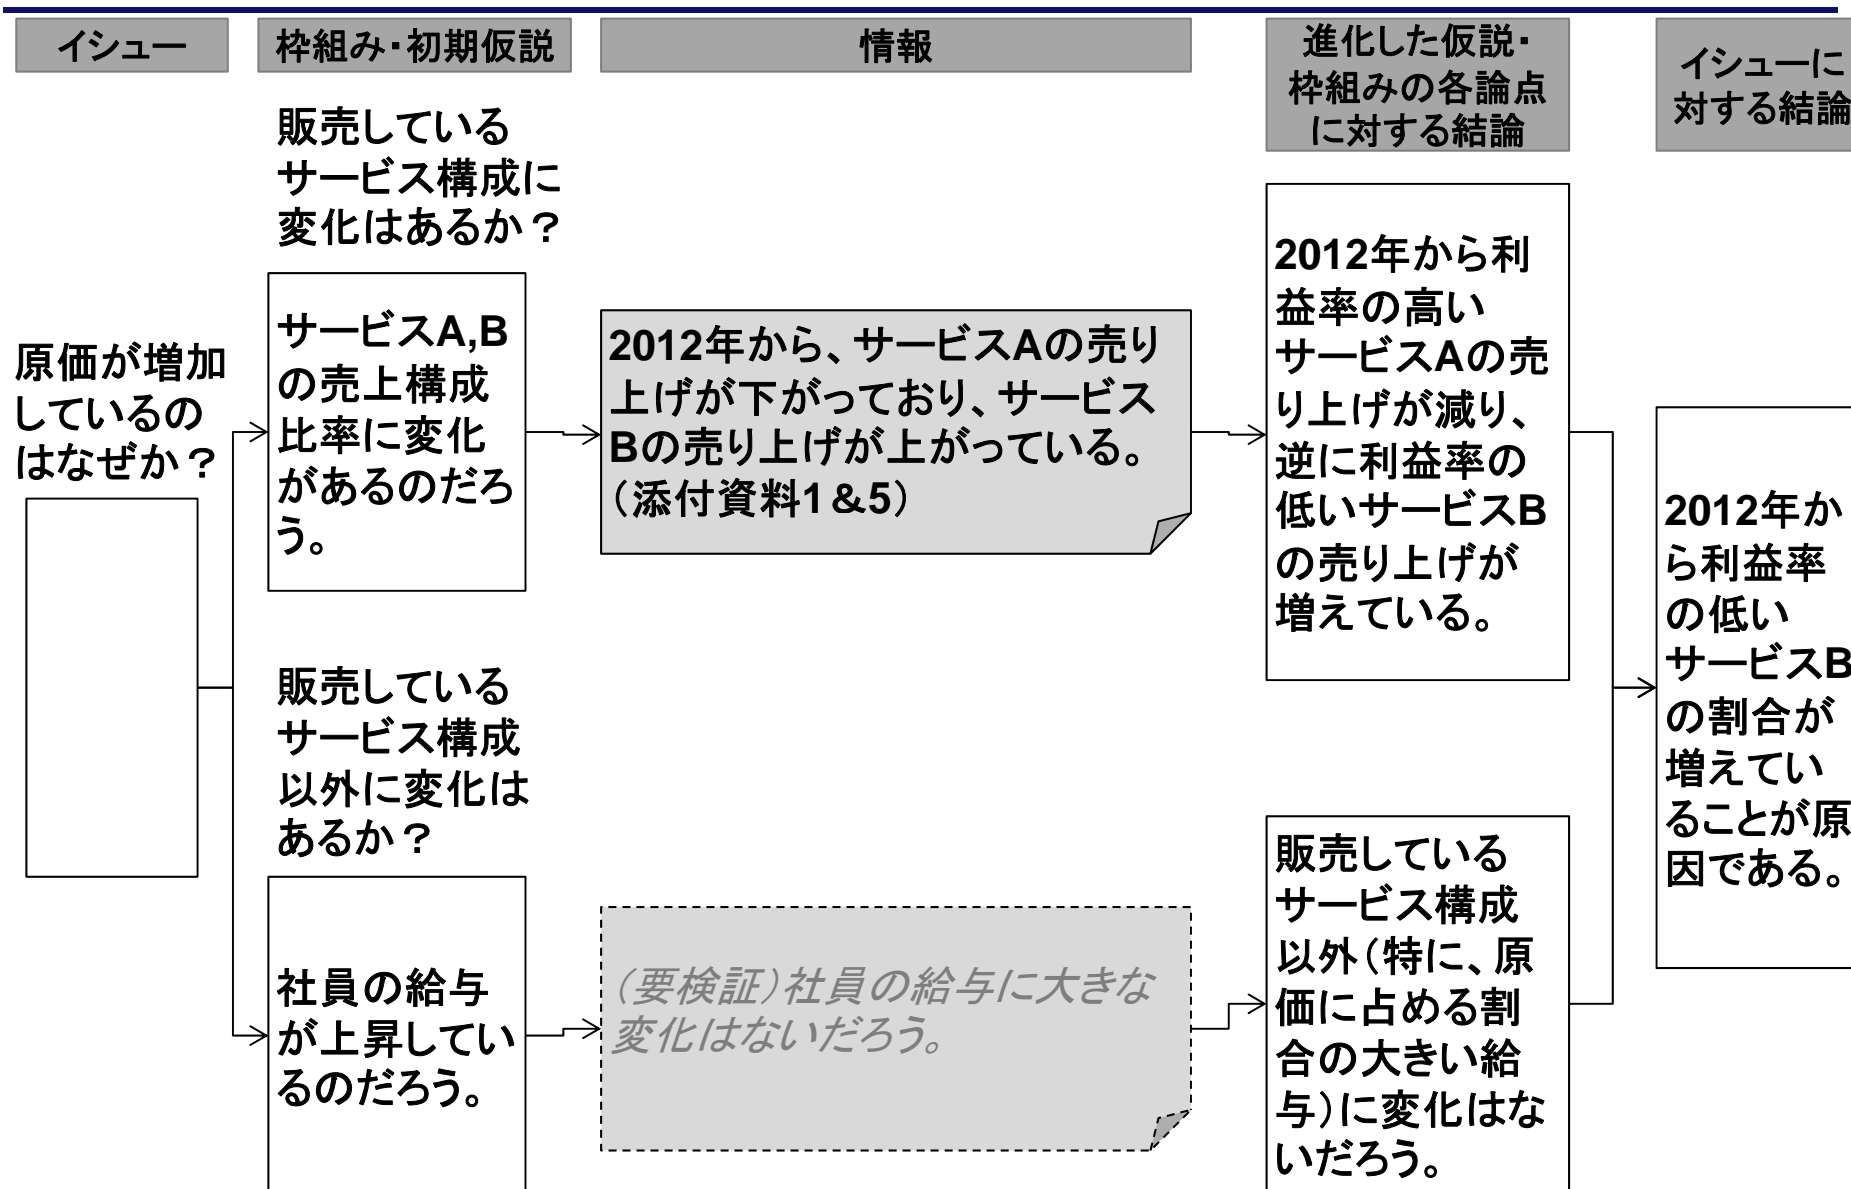 イシュー
枠組み・初期仮説
情報
進化した仮説・
枠組みの各論点
に対する結論
イシューに
対する結論
原価が増加
しているの
はなぜか？
販売している
サービス構成に
変化はあるか？
サービスA,B
の売上構成
比率に変化
があるのだろ
う。
2012年から、サービスAの売り
上げが下がっており、サービス
Bの売り上げが上がっている。
（添付資料1&5）
2012年から利
益率の高い
サービスAの売
り上げが減り、
逆に利益率の
低いサービスB
の売り上げが
増えている。
販売している
サービス構成
以外に変化は
あるか？
社員の給与
が上昇してい
るのだろう。
（要検証）社員の給与に大きな
変化はないだろう。
販売している
サービス構成
以外（特に、原
価に占める割
合の大きい給
与）に変化はな
いだろう。
2012年か
ら利益率
の低い
サービスB
の割合が
増えてい
ることが原
因である。